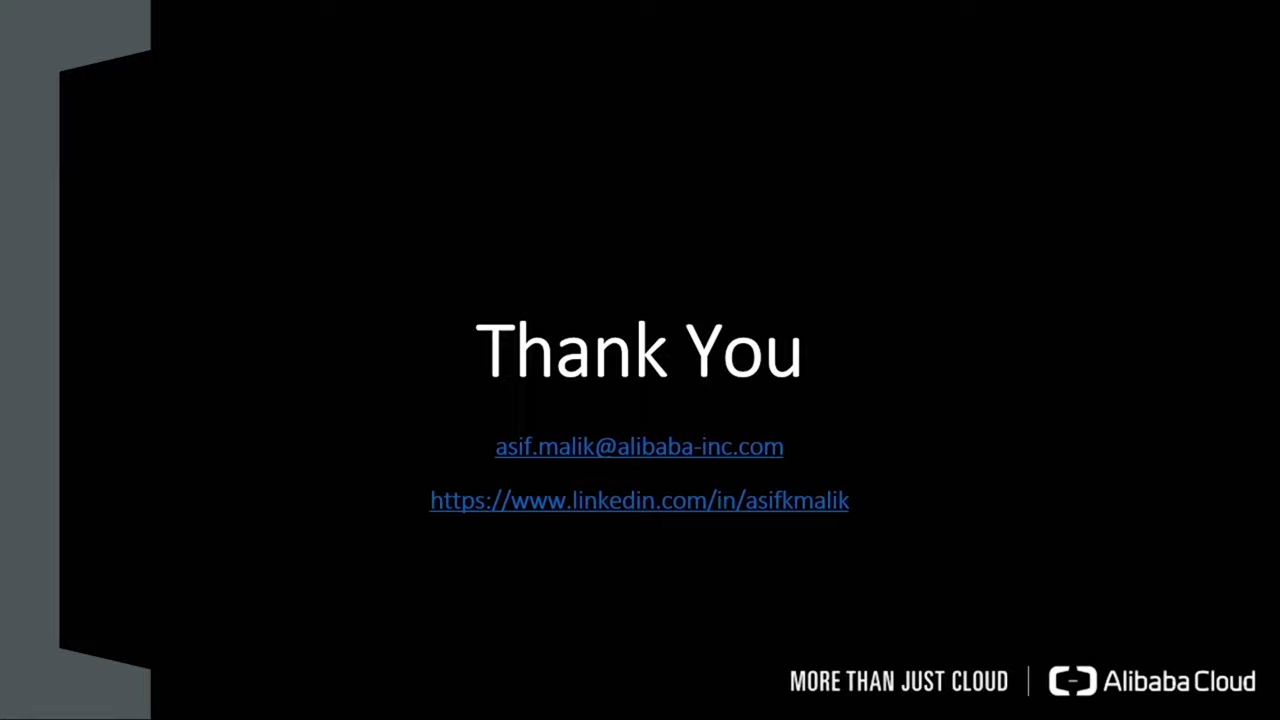 Thank You
asif.malik@alibaba-inc.com
https://www.linkedin.com/in/asifkmalik
MORE THAN JUST CLOUD | Alibaba Cloud